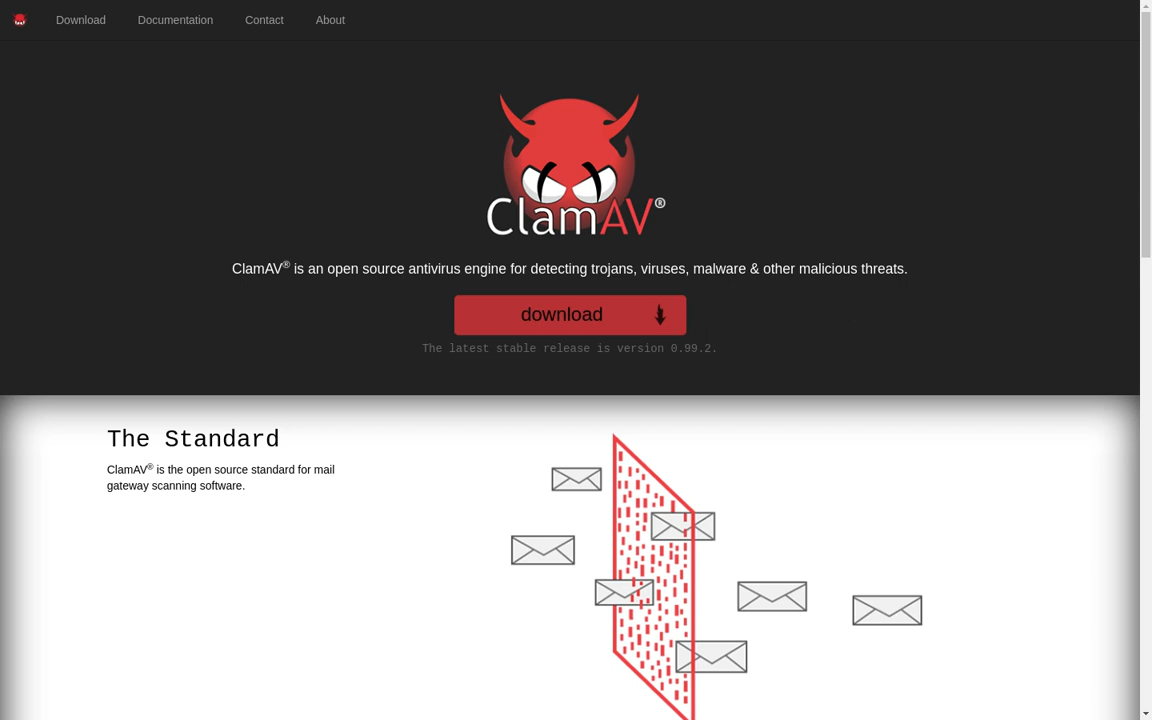 Download Documentation Contact About
ClamAV®
ClamAV® is an open source antivirus engine for detecting trojans, viruses, malware & other malicious threats.
download
The latest stable release is version 0.99.2.
The Standard
ClamAV® is the open source standard for mail
gateway scanning software.